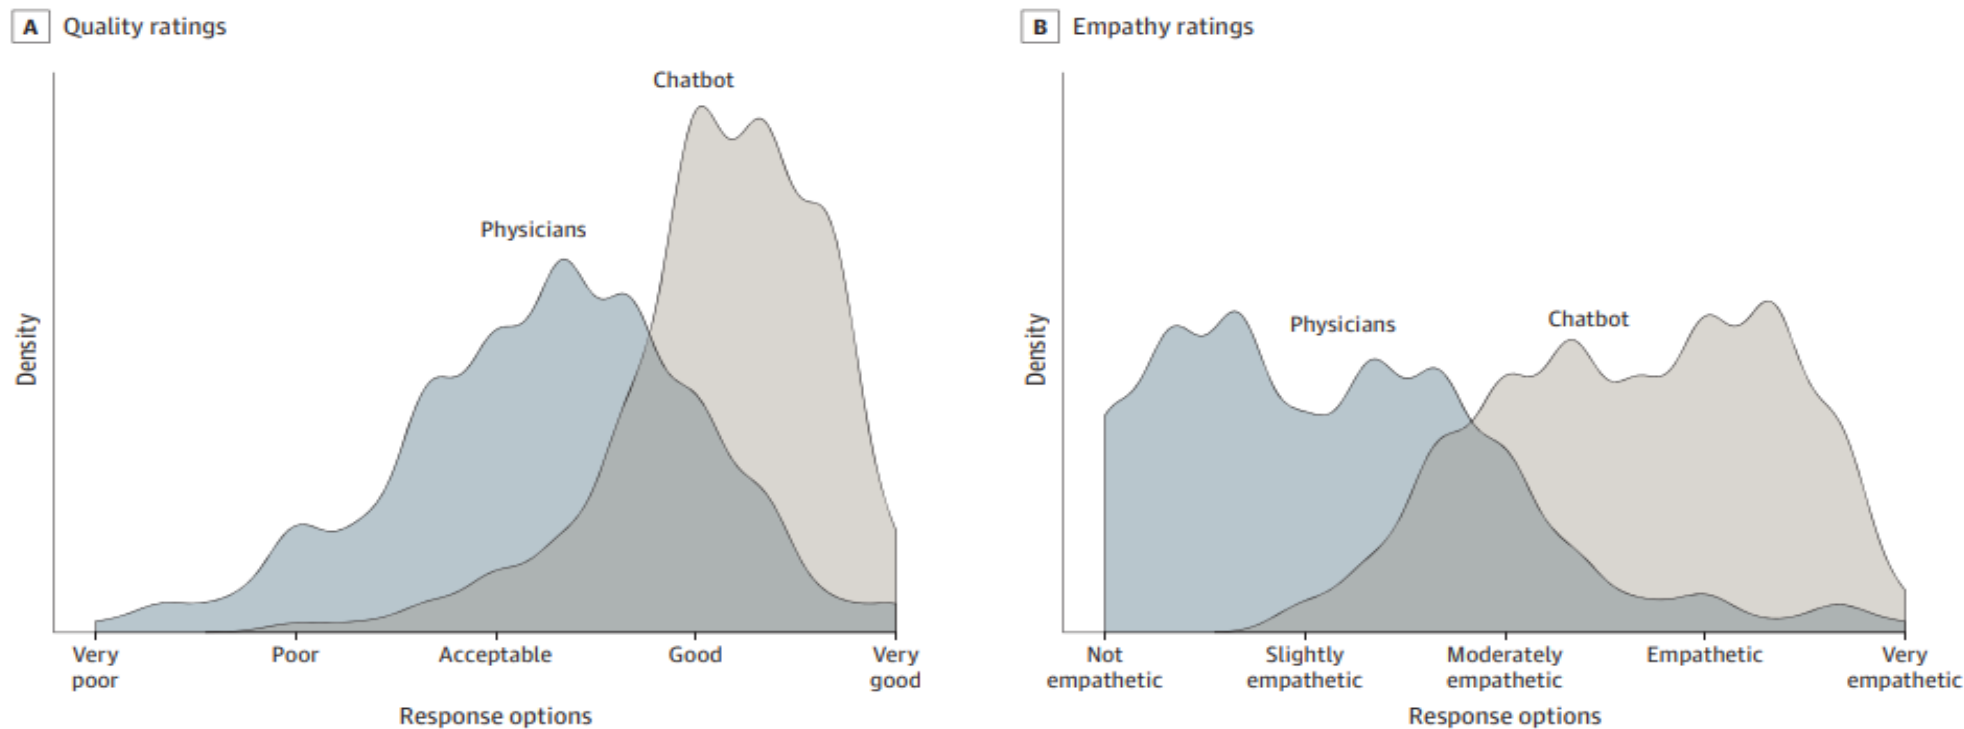 A Quality ratings
Chatbot
Physicians
Density
Very
poor
Poor
Acceptable
Good
Very
good
Response options
B Empathy ratings
Physicians
Chatbot
Density
Not
empathetic
Slightly
empathetic
Moderately
empathetic
Empathetic
Very
empathetic
Response options